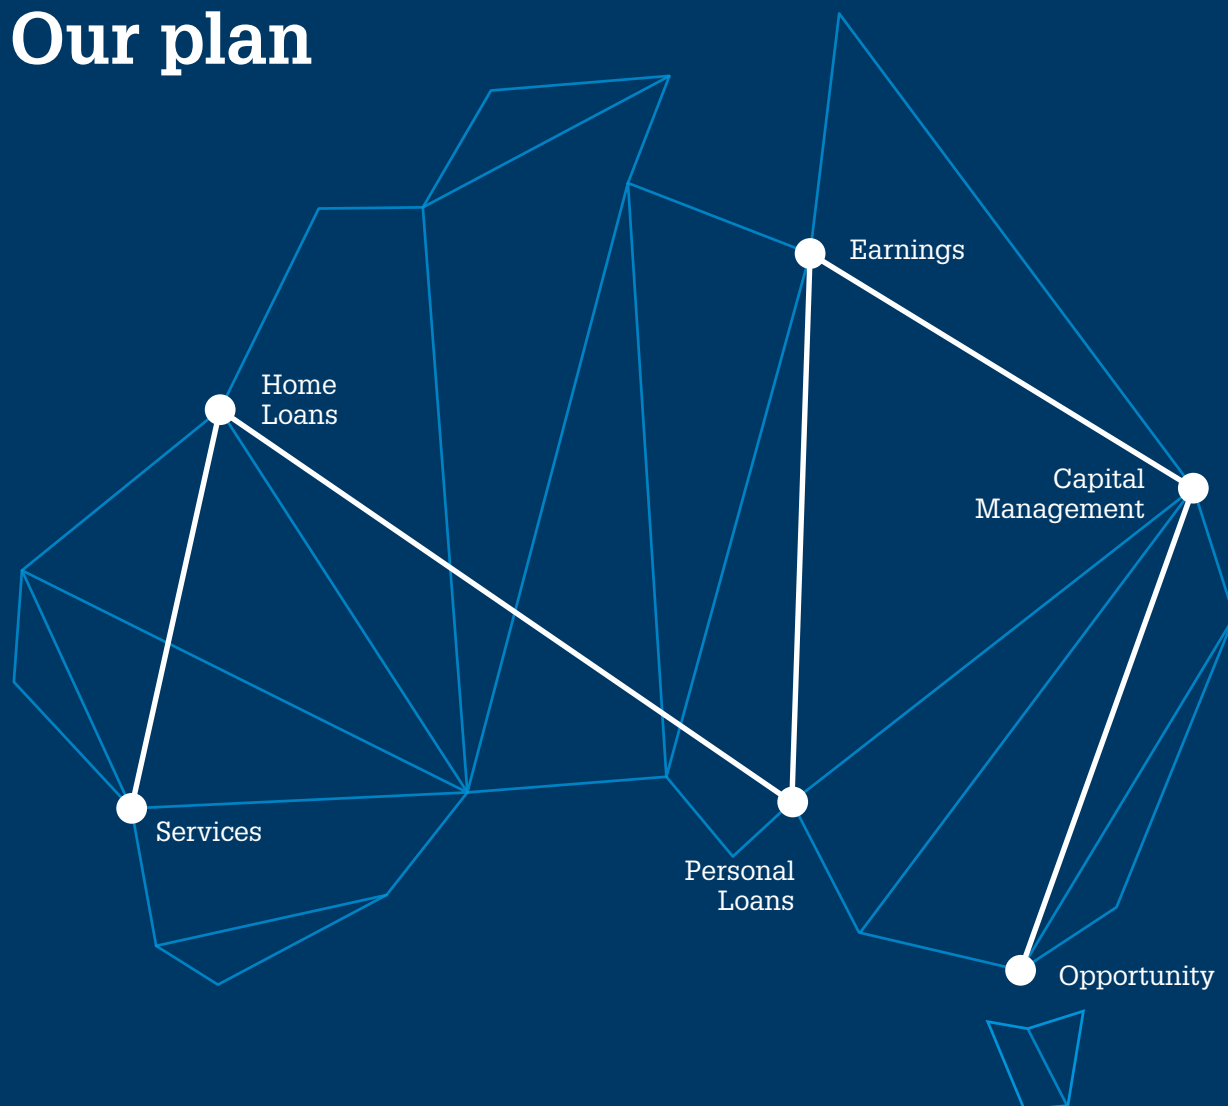 Our plan
Earnings
Home
Loans
Capital
Management
Services
Personal
Loans
Opportunity